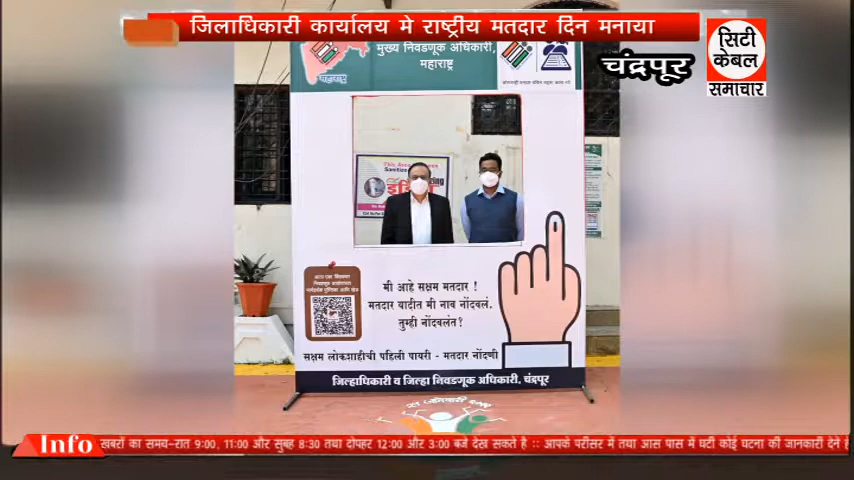 जिलाधिकारी कार्यालय मे राष्ट्रीय मतदार दिन मनाया
सिटी
केबल
समाचार
चंद्रपूर
मुख्य निवडणूक अधिकारी,
महाराष्ट्र
महाराष्ट्र
मी आहे सक्षम मतदार !
मतदार यादीत मी नाव नोंदवलं.
तुम्ही नोंदवलंत?
सक्षम लोकशाहीची पहिली पायरी - मतदार नोंदणी
जिल्हाधिकारी व जिल्हा निवडणूक अधिकारी, चंद्रपूर
Info
खबरों का समय-रात 9:00, 11:00 और सुबह 8:30 तथा दोपहर 12:00 और 3:00 बजे देख सकते है :: आपके परीसर में तथा आस पास में घटी कोई घटना की जानकारी देने